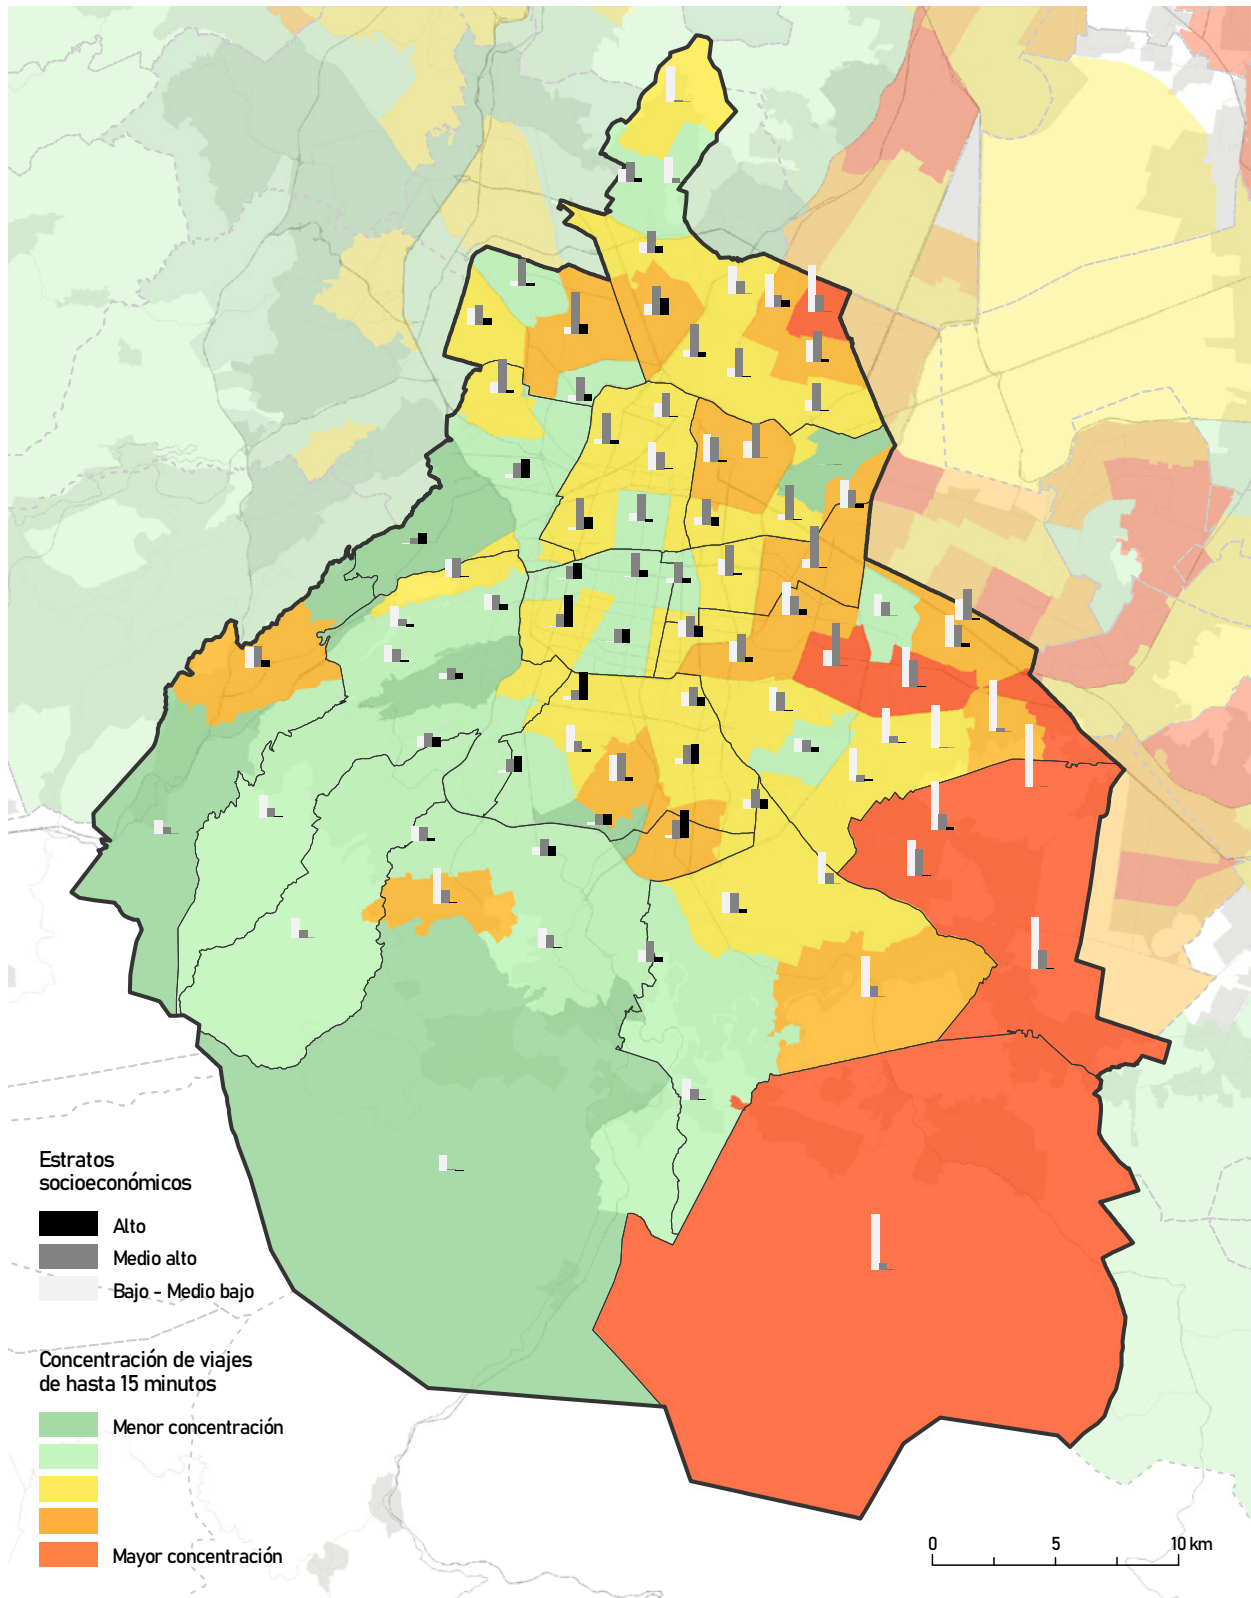 Estratos
socioeconómicos
Alto
Medio alto
Bajo - Medio bajo
Concentración de viajes
de hasta 15 minutos
Menor concentración
Mayor concentración
0 5 10 km